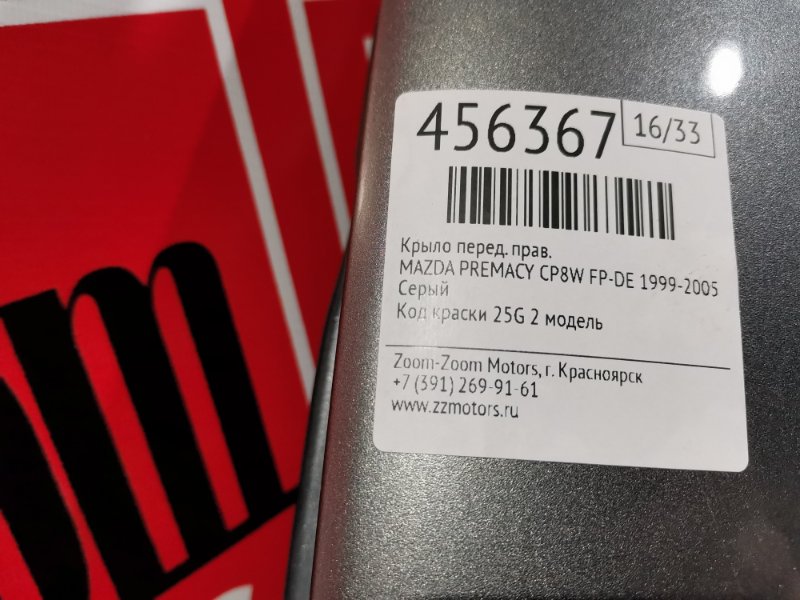 456367
16/33
Крыло перед. прав.
MAZDA PREMACY CP8W FP-DE 1999-2005
Серый
Код краски 25G 2 модель
Zoom-Zoom Motors, г. Красноярск
+7 (391) 269-91-61
www.zzmotors.ru